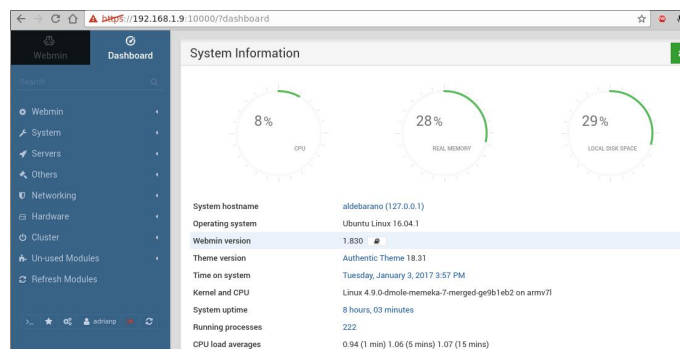 https://192.168.1.9:10000/?dashboard
Webmin
Dashboard
Search
Webmin
System
Servers
Others
Networking
Hardware
Cluster
Un-used Modules
Refresh Modules
>_ adrianp
System Information
8%
CPU
28%
REAL MEMORY
29%
LOCAL DISK SPACE
System hostname aldebarano (127.0.0.1)
Operating system Ubuntu Linux 16.04.1
Webmin version 1.830
Theme version Authentic Theme 18.31
Time on system Tuesday, January 3, 2017 3:57 PM
Kernel and CPU Linux 4.9.0-dmole-memeka-7-merged-ge9b1eb2 on armv7l
System uptime 8 hours, 03 minutes
Running processes 222
CPU load averages 0.94 (1 min) 1.06 (5 mins) 1.07 (15 mins)